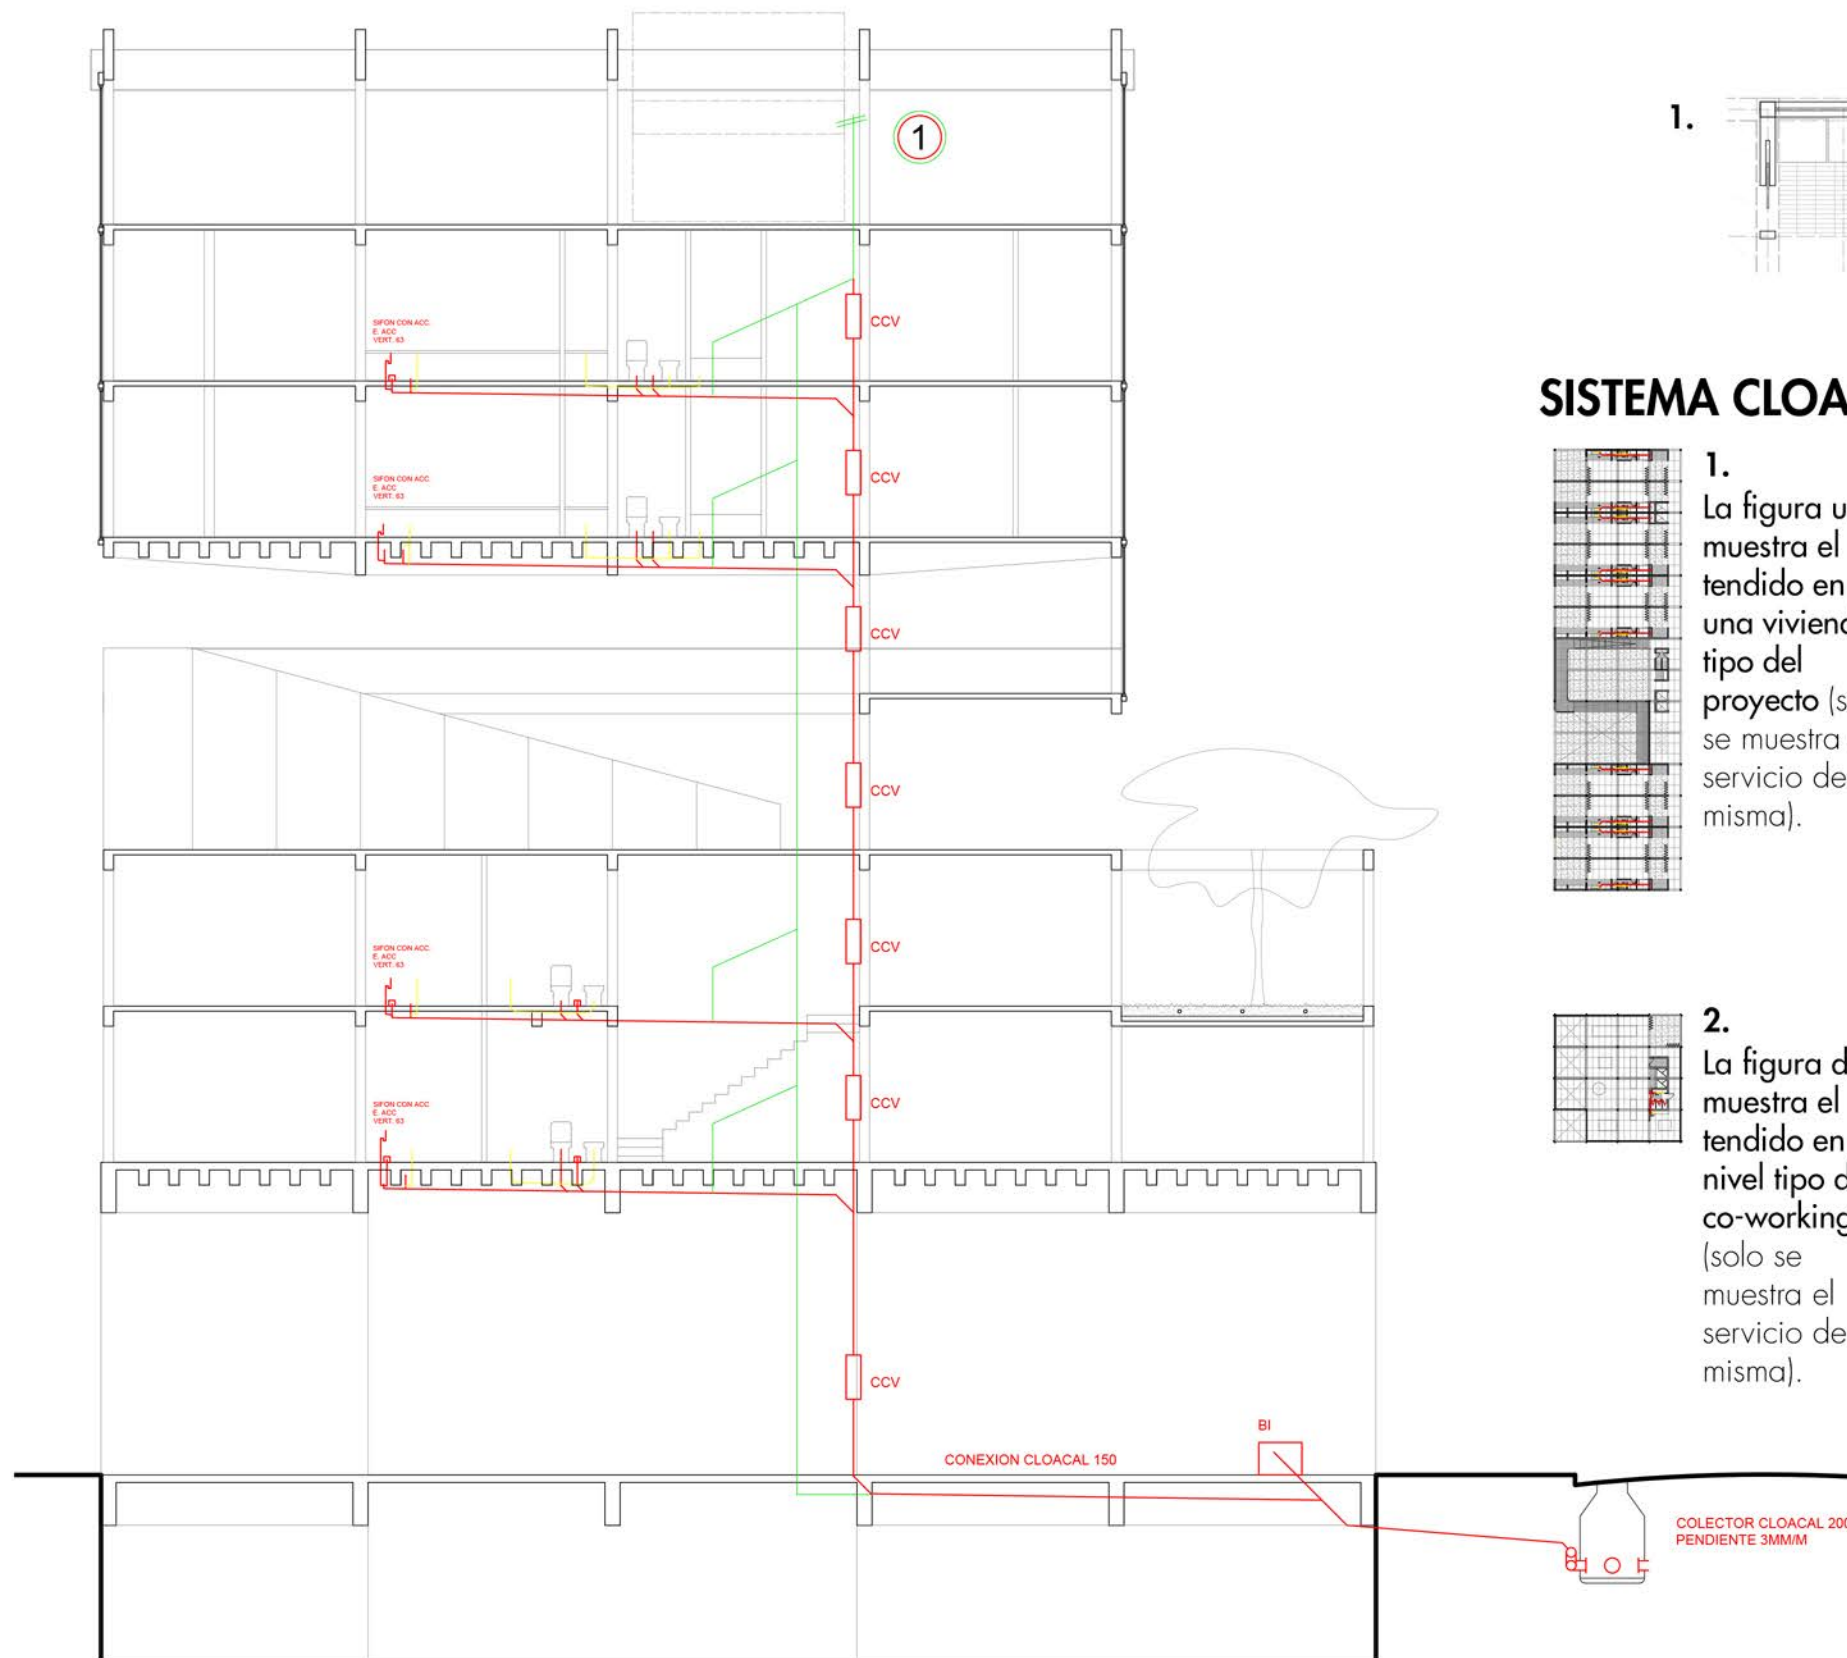 1
1.
SIFON CON ACC.
E. ACC
VERT. 63
CCV
SISTEMA CLOA
1.
La figura u
muestra el
tendido en
una viviend
tipo del
proyecto (s
se muestra
servicio de
misma).
SIFON CON ACC.
E. ACC
VERT. 63
CCV
CCV
CCV
SIFON CON ACC.
E. ACC
VERT. 63
CCV
2.
La figura d
muestra el
tendido en
nivel tipo d
co-working
(solo se
muestra el
servicio de
misma).
SIFON CON ACC.
E. ACC
VERT. 63
CCV
CCV
BI
CONEXION CLOACAL 150
COLECTOR CLOACAL 200
PENDIENTE 3MM/M